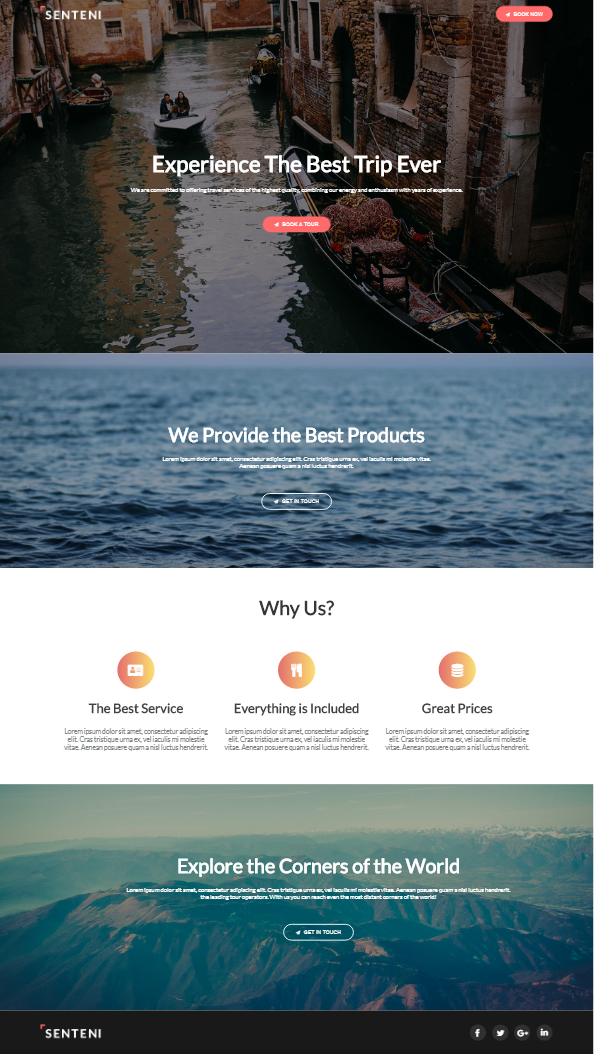 SENTENI
BOOK NOW
Experience The Best Trip Ever
We are committed to offering travel services of the highest quality, combining our energy and enthusiasm with years of experience.
BOOK A TOUR
We Provide the Best Products
Lorem ipsum dolor sit amet, consectetur adipiscing elit. Cras tristique urna ex, vel iaculis mi molestie vitae.
Aenean posuere quam a nisl luctus hendrerit.
GET IN TOUCH
Why Us?
The Best Service
Lorem ipsum dolor sit amet, consectetur adipiscing
elit. Cras tristique urna ex, vel iaculis mi molestie
vitae. Aenean posuere quam a nisl luctus hendrerit.
Everything is Included
Lorem ipsum dolor sit amet, consectetur adipiscing
elit. Cras tristique urna ex, vel iaculis mi molestie
vitae. Aenean posuere quam a nisl luctus hendrerit.
Great Prices
Lorem ipsum dolor sit amet, consectetur adipiscing
elit. Cras tristique urna ex, vel iaculis mi molestie
vitae. Aenean posuere quam a nisl luctus hendrerit.
Explore the Corners of the World
Lorem ipsum dolor sit amet, consectetur adipiscing elit. Cras tristique urna ex, vel iaculis mi molestie vitae. Aenean posuere quam a nisl luctus hendrerit.
the leading tour operators. With us you can reach even the most distant corners of the world!
GET IN TOUCH
SENTENI
f G+ in